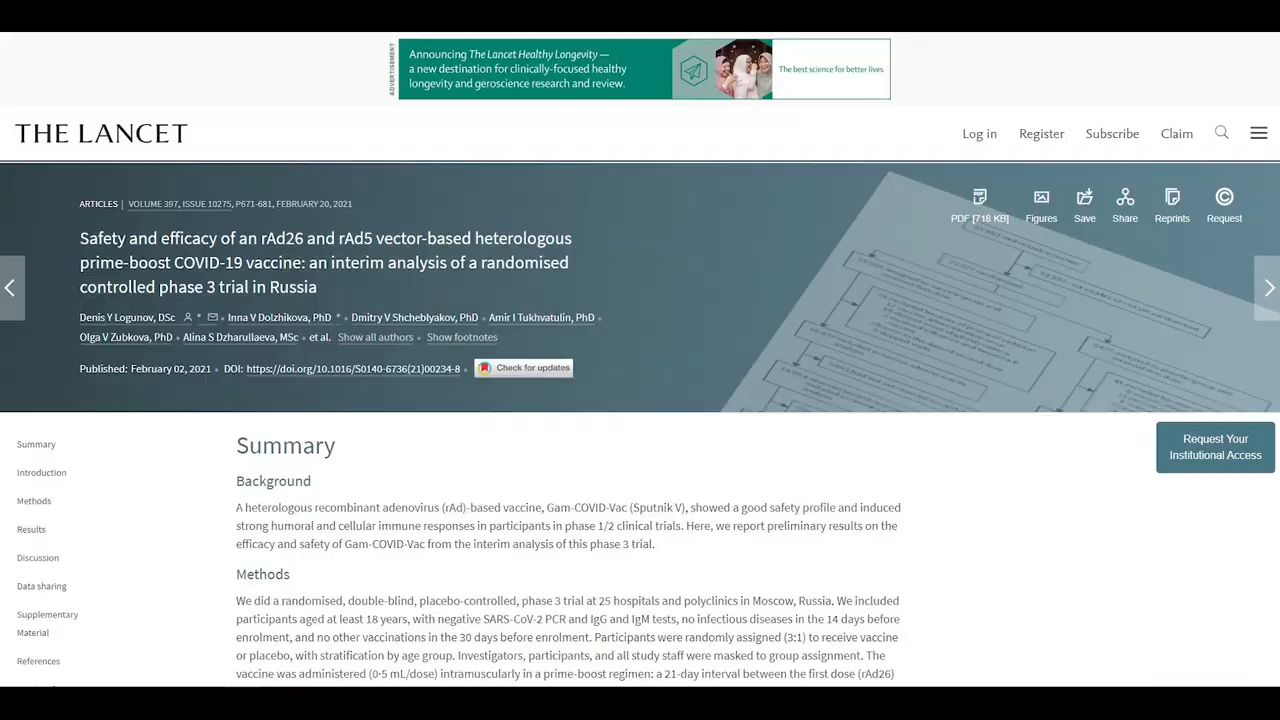 ADVERTISEMENT
Announcing The Lancet Healthy Longevity —
a new destination for clinically-focused healthy
longevity and geroscience research and review.
The best science for better lives
THE LANCET
Log in
Register
Subscribe
Claim
ARTICLES | VOLUME 397, ISSUE 10275, P671-681, FEBRUARY 20, 2021
PDF [718 KB]
Figures
Save
Share
Reprints
Request
Safety and efficacy of an rAd26 and rAd5 vector-based heterologous
prime-boost COVID-19 vaccine: an interim analysis of a randomised
controlled phase 3 trial in Russia
Denis Y Logunov, DSc * • Inna V Dolzhikova, PhD * • Dmitry V Shcheblyakov, PhD • Amir I Tukhvatulin, PhD •
Olga V Zubkova, PhD • Alina S Dzharullaeva, MSc • et al. Show all authors • Show footnotes
Published: February 02, 2021 • DOI: https://doi.org/10.1016/S0140-6736(21)00234-8 •
Check for updates
Summary
Introduction
Methods
Results
Discussion
Data sharing
Supplementary
Material
References
Summary
Background
A heterologous recombinant adenovirus (rAd)-based vaccine, Gam-COVID-Vac (Sputnik V), showed a good safety profile and induced
strong humoral and cellular immune responses in participants in phase 1/2 clinical trials. Here, we report preliminary results on the
efficacy and safety of Gam-COVID-Vac from the interim analysis of this phase 3 trial.
Methods
We did a randomised, double-blind, placebo-controlled, phase 3 trial at 25 hospitals and polyclinics in Moscow, Russia. We included
participants aged at least 18 years, with negative SARS-CoV-2 PCR and IgG and IgM tests, no infectious diseases in the 14 days before
enrolment, and no other vaccinations in the 30 days before enrolment. Participants were randomly assigned (3:1) to receive vaccine
or placebo, with stratification by age group. Investigators, participants, and all study staff were masked to group assignment. The
vaccine was administered (0·5 mL/dose) intramuscularly in a prime-boost regimen: a 21-day interval between the first dose (rAd26)
Request Your
Institutional Access